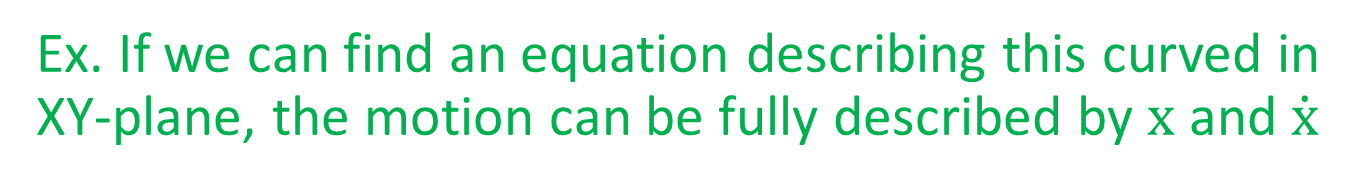 Ex. If we can find an equation describing this curved in
XY-plane, the motion can be fully described by x and ẋ